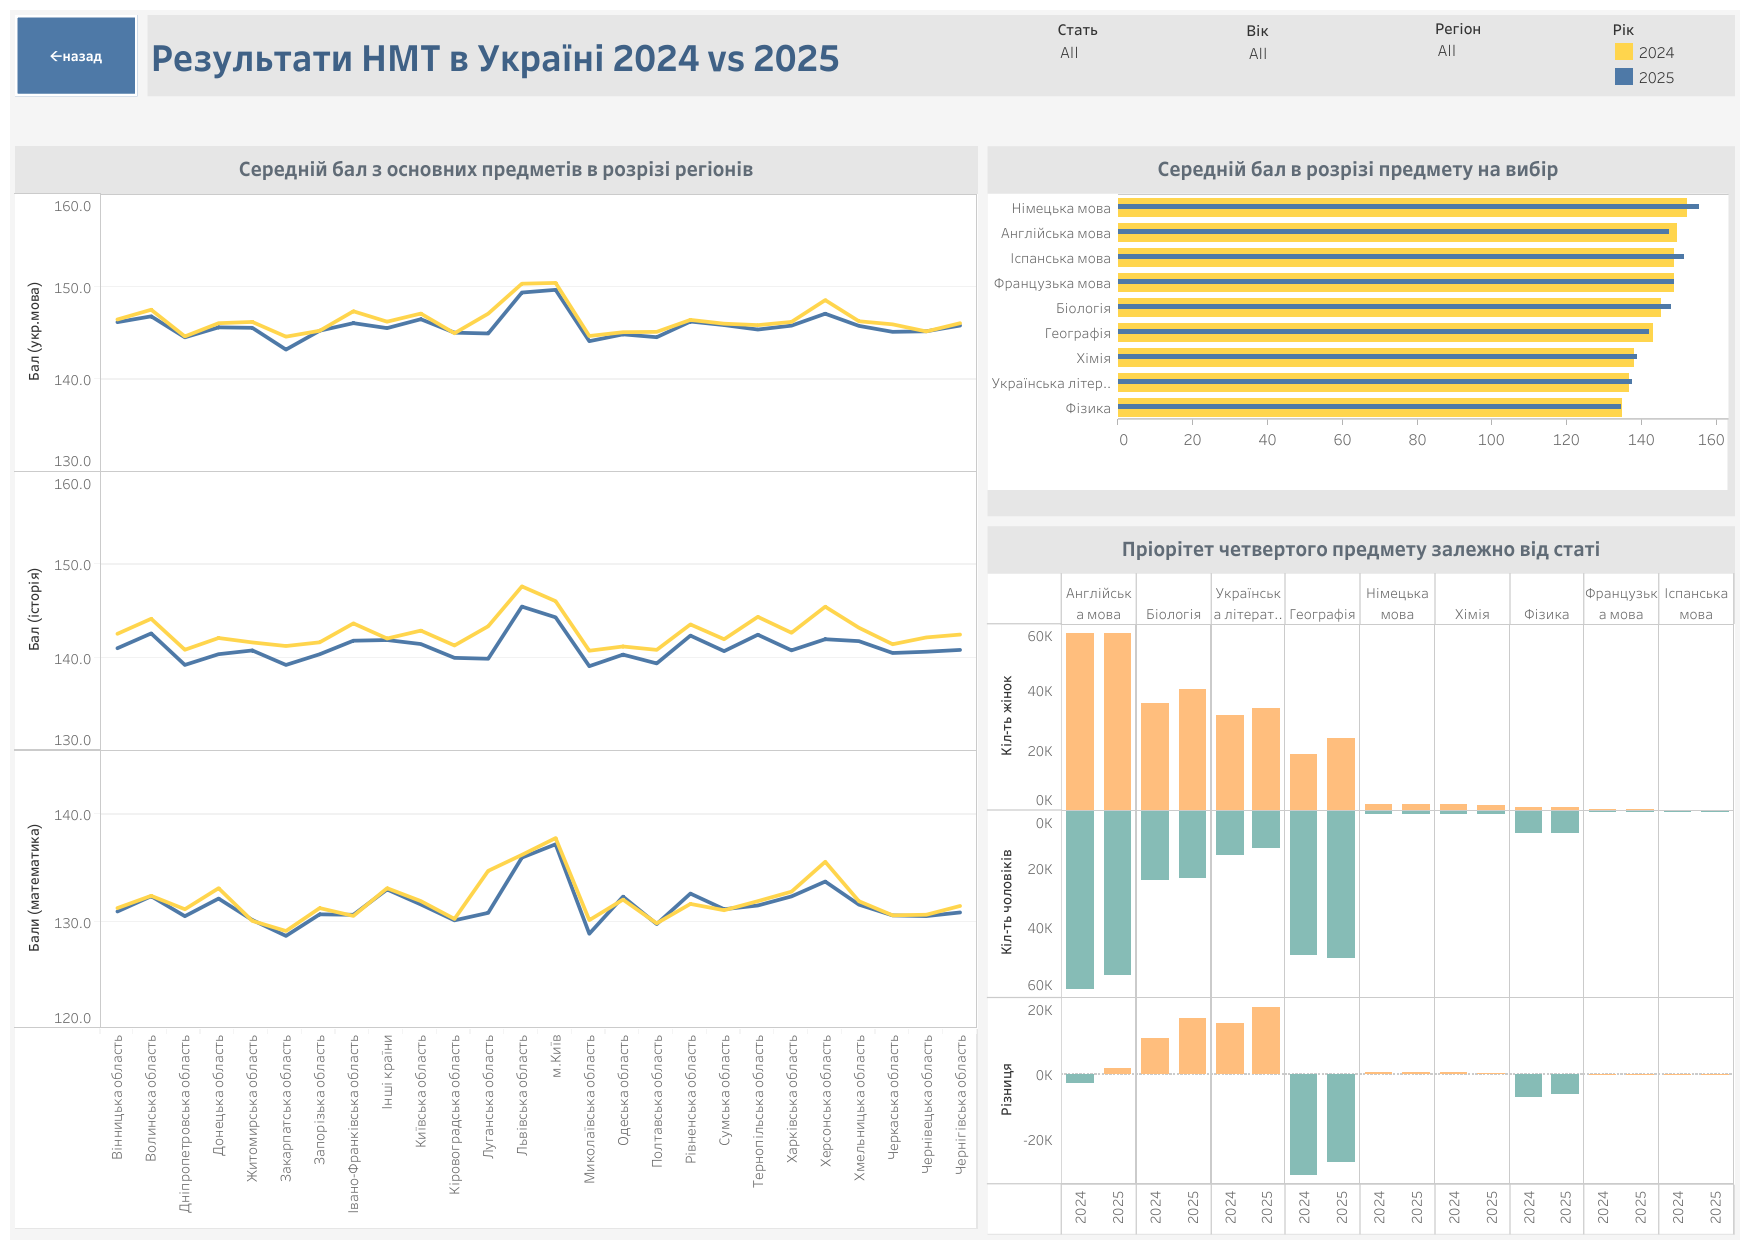 ←назад
Результати НМТ в Україні 2024 vs 2025
Стать
All
Вік
All
Регіон
All
Рік
2024
2025
Середній бал з основних предметів в розрізі регіонів
Бал (укр.мова)
160.0
150.0
140.0
130.0
Бал (історія)
160.0
150.0
140.0
130.0
Бали (математика)
140.0
130.0
120.0
Вінницька область
Волинська область
Дніпропетровська область
Донецька область
Житомирська область
Закарпатська область
Запорізька область
Івано-Франківська область
Інші країни
Київська область
Кіровоградська область
Луганська область
Львівська область
м.Київ
Миколаївська область
Одеська область
Полтавська область
Рівненська область
Сумська область
Тернопільська область
Харківська область
Херсонська область
Хмельницька область
Черкаська область
Чернівецька область
Чернігівська область
Середній бал в розрізі предмету на вибір
Німецька мова
Англійська мова
Іспанська мова
Французька мова
Біологія
Географія
Хімія
Українська літер..
Фізика
0 20 40 60 80 100 120 140 160
Пріорітет четвертого предмету залежно від статі
Англійськ
а мова
Біологія
Українськ
а літерат..
Географія
Німецька
мова
Хімія
Фізика
Французьк
а мова
Іспанська
мова
Кіл-ть жінок
60K
40K
20K
0K
Кіл-ть чоловіків
0K
20K
40K
60K
Різниця
20K
0K
-20K
2024 2025 2024 2025 2024 2025 2024 2025 2024 2025 2024 2025 2024 2025 2024 2025 2024 2025